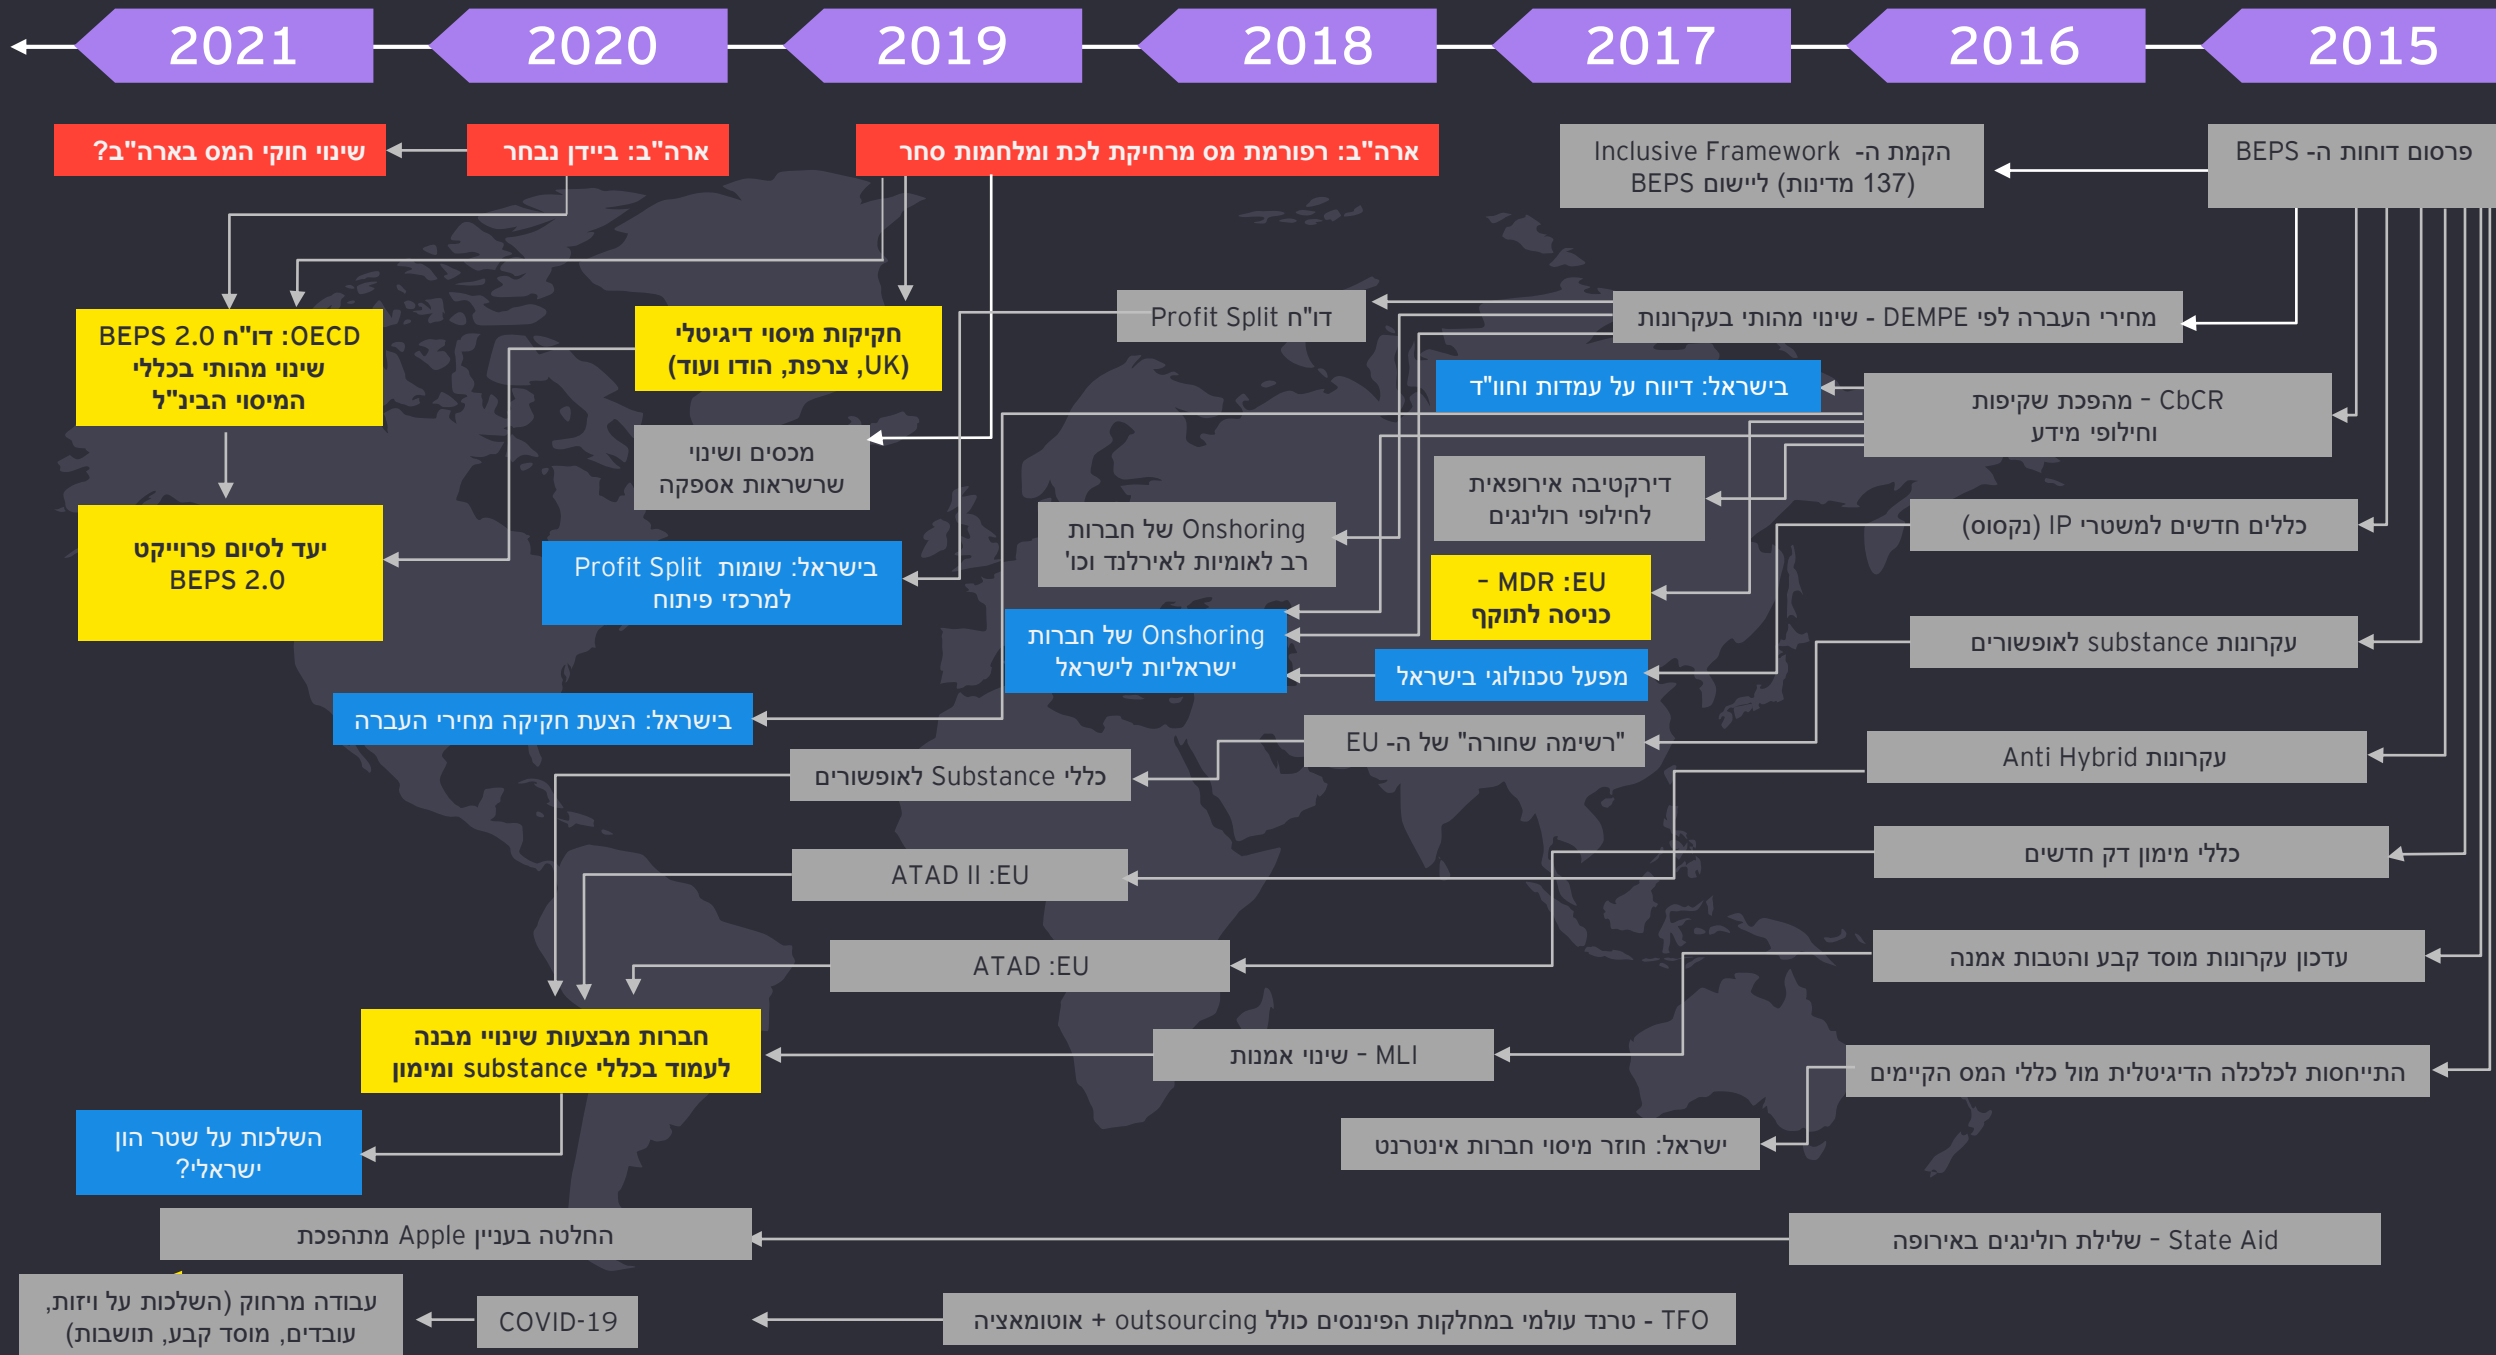 2015
2016
2017
2018
2019
2020
2021
פרסום דוחות ה- BEPS
הקמת ה- Inclusive Framework
(137 מדינות) ליישום BEPS
ארה"ב: רפורמת מס מרחיקת לכת ומלחמות סחר
ארה"ב: ביידן נבחר
שינוי חוקי המס בארה"ב?
מחירי העברה לפי DEMPE - שינוי מהותי בעקרונות
דו"ח Profit Split
חקיקות מיסוי דיגיטלי
(UK, צרפת, הודו ועוד)
OECD: דו"ח BEPS 2.0
שינוי מהותי בכללי
המיסוי הבינ"ל
בישראל: דיווח על עמדות וחוו"ד
CbCR – מהפכת שקיפות
וחילופי מידע
מכסים ושינוי
שרשראות אספקה
דירקטיבה אירופאית
לחילופי רולינגים
כללים חדשים למשטרי IP (נקסוס)
Onshoring של חברות
רב לאומיות לאירלנד וכו'
יעד לסיום פרוייקט
BEPS 2.0
בישראל: שומות Profit Split
למרכזי פיתוח
EU: MDR –
כניסה לתוקף
עקרונות substance לאופשורים
Onshoring של חברות
ישראליות לישראל
מפעל טכנולוגי בישראל
בישראל: הצעת חקיקה מחירי העברה
"רשימה שחורה" של ה- EU
עקרונות Anti Hybrid
כללי Substance לאופשורים
כללי מימון דק חדשים
EU: ATAD II
עדכון עקרונות מוסד קבע והטבות אמנה
EU: ATAD
חברות מבצעות שינויי מבנה
לעמוד בכללי substance ומימון
MLI – שינוי אמנות
התייחסות לכלכלה הדיגיטלית מול כללי המס הקיימים
השלכות על שטר הון
ישראלי?
ישראל: חוזר מיסוי חברות אינטרנט
State Aid – שלילת רולינגים באירופה
החלטה בעניין Apple מתהפכת
TFO - טרנד עולמי במחלקות הפיננסים כולל outsourcing + אוטומאציה
COVID-19
עבודה מרחוק (השלכות על ויזות,
עובדים, מוסד קבע, תושבות)